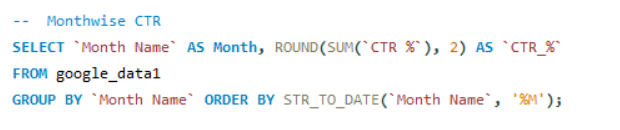 -- Monthwise CTR
SELECT `Month Name` AS Month, ROUND(SUM(`CTR %`), 2) AS `CTR_%`
FROM google_data1
GROUP BY `Month Name` ORDER BY STR_TO_DATE(`Month Name`, '%M');